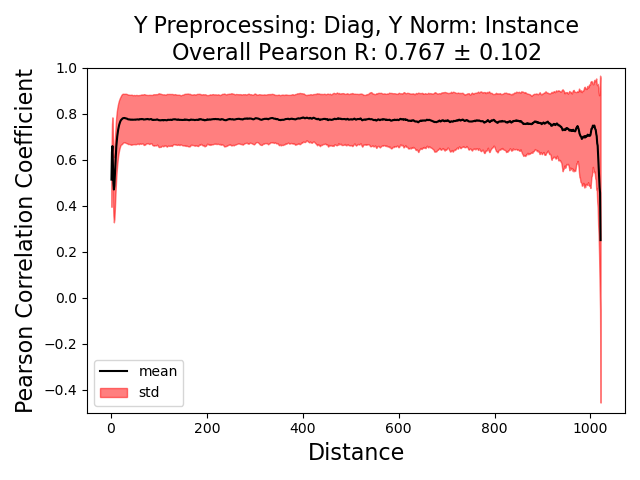 Y Preprocessing: Diag, Y Norm: Instance
Overall Pearson R: 0.767 ± 0.102
Pearson Correlation Coefficient
1.0
0.8
0.6
0.4
0.2
0.0
−0.2
−0.4
mean
std
0 200 400 600 800 1000
Distance